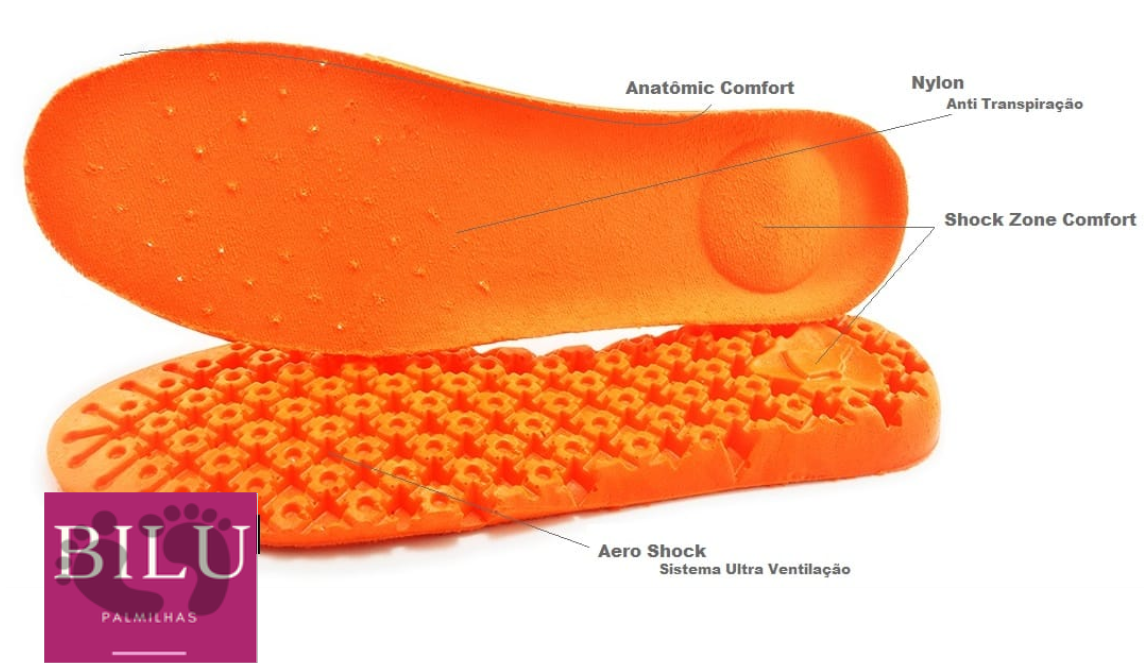 Anatômic Comfort
Nylon
Anti Transpiração
Shock Zone Comfort
Aero Shock
Sistema Ultra Ventilação
BILU
PALMILHAS